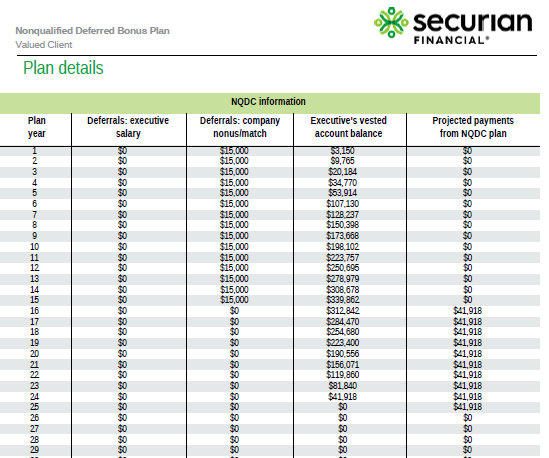 Nonqualified Deferred Bonus Plan
Valued Client
securian
FINANCIAL®
Plan details
NQDC information
Plan year Deferrals: executive salary Deferrals: company nonus/match Executive's vested account balance Projected payments from NQDC plan
1 $0 $15,000 $3,150 $0
2 $0 $15,000 $9,765 $0
3 $0 $15,000 $20,184 $0
4 $0 $15,000 $34,770 $0
5 $0 $15,000 $53,914 $0
6 $0 $15,000 $107,130 $0
7 $0 $15,000 $128,237 $0
8 $0 $15,000 $150,398 $0
9 $0 $15,000 $173,668 $0
10 $0 $15,000 $198,102 $0
11 $0 $15,000 $223,757 $0
12 $0 $15,000 $250,695 $0
13 $0 $15,000 $278,979 $0
14 $0 $15,000 $308,678 $0
15 $0 $15,000 $339,862 $0
16 $0 $0 $312,842 $41,918
17 $0 $0 $284,470 $41,918
18 $0 $0 $254,680 $41,918
19 $0 $0 $223,400 $41,918
20 $0 $0 $190,556 $41,918
21 $0 $0 $156,071 $41,918
22 $0 $0 $119,860 $41,918
23 $0 $0 $81,840 $41,918
24 $0 $0 $41,918 $41,918
25 $0 $0 $0 $41,918
26 $0 $0 $0 $0
27 $0 $0 $0 $0
28 $0 $0 $0 $0
29 $0 $0 $0 $0